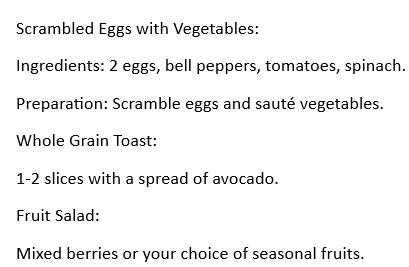 Scrambled Eggs with Vegetables:
Ingredients: 2 eggs, bell peppers, tomatoes, spinach.
Preparation: Scramble eggs and sauté vegetables.
Whole Grain Toast:
1-2 slices with a spread of avocado.
Fruit Salad:
Mixed berries or your choice of seasonal fruits.